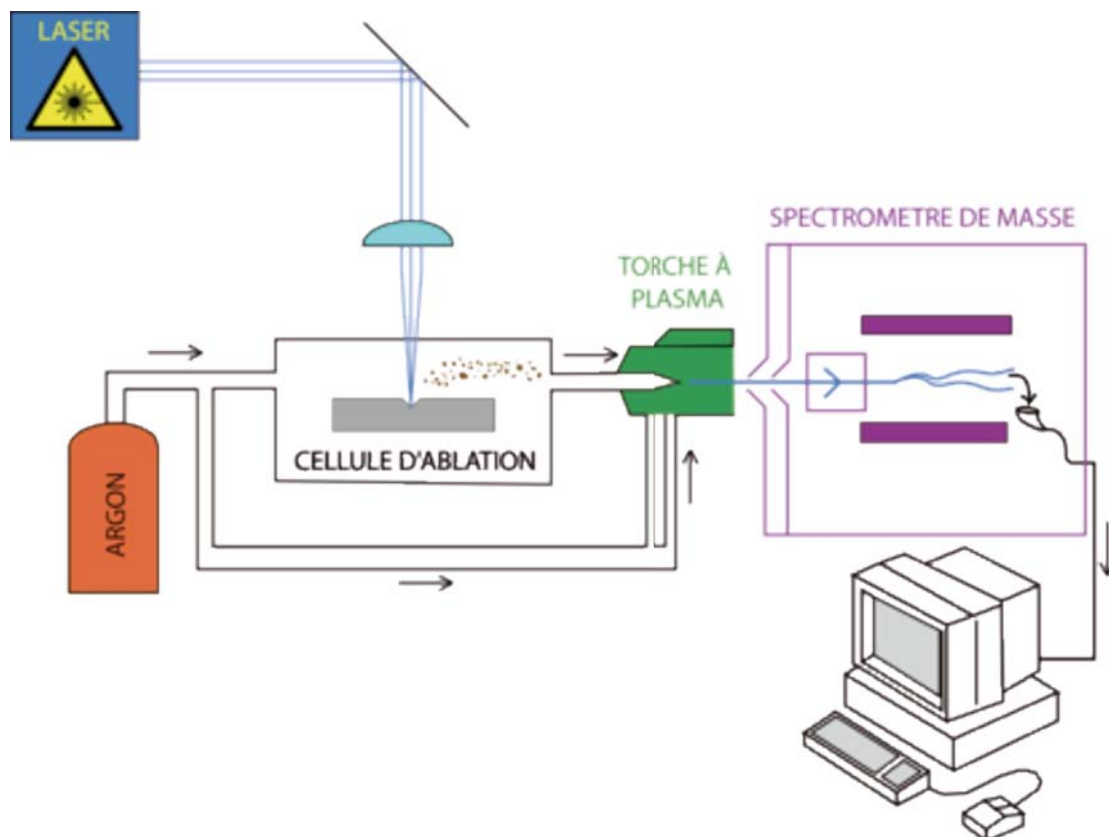 LASER
SPECTROMETRE DE MASSE
TORCHE À
PLASMA
CELLULE D'ABLATION
ARGON